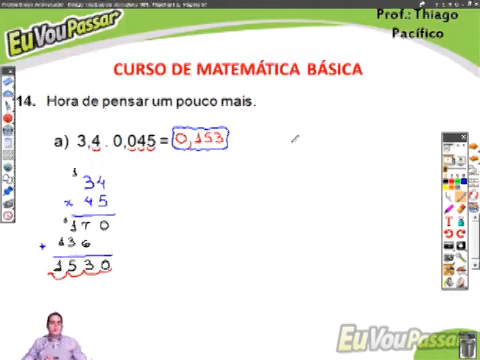 Prof.: Thiago
Pacífico
EuVouPassar
CURSO DE MATEMÁTICA BÁSICA
14. Hora de pensar um pouco mais.
a) 3,4 . 0,045 = 0,153
1
34
x 45
170
+ 136
1530
EuVouPassar